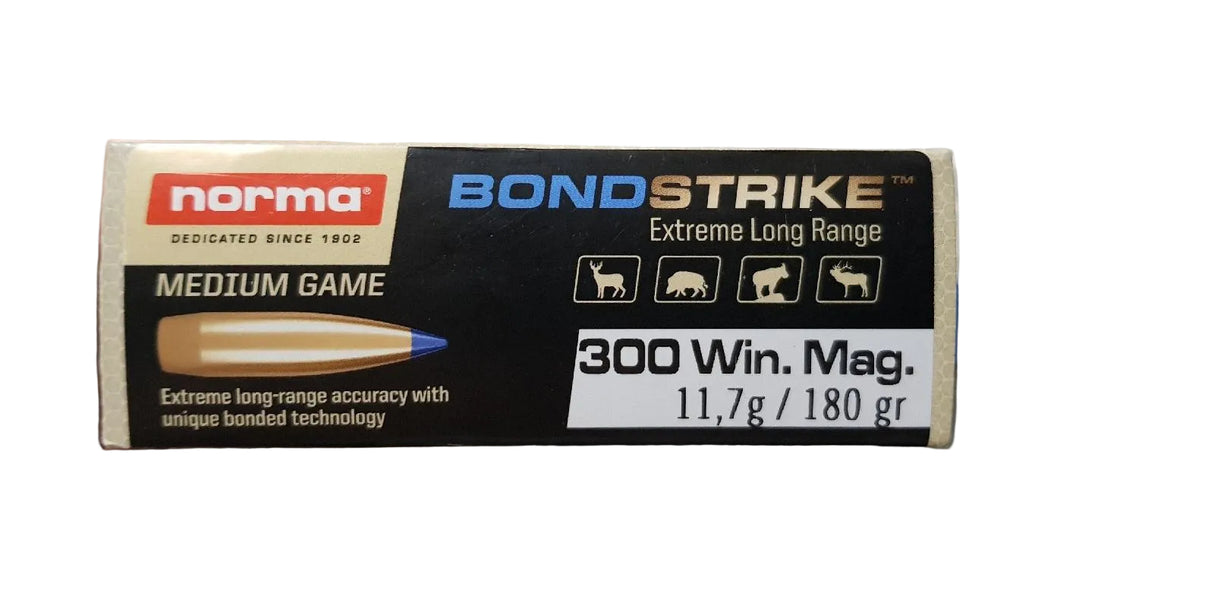 norma®
DEDICATED SINCE 1902
MEDIUM GAME
Extreme long-range accuracy with
unique bonded technology
BONDSTRIKE™
Extreme Long Range
300 Win. Mag.
11,7g / 180 gr